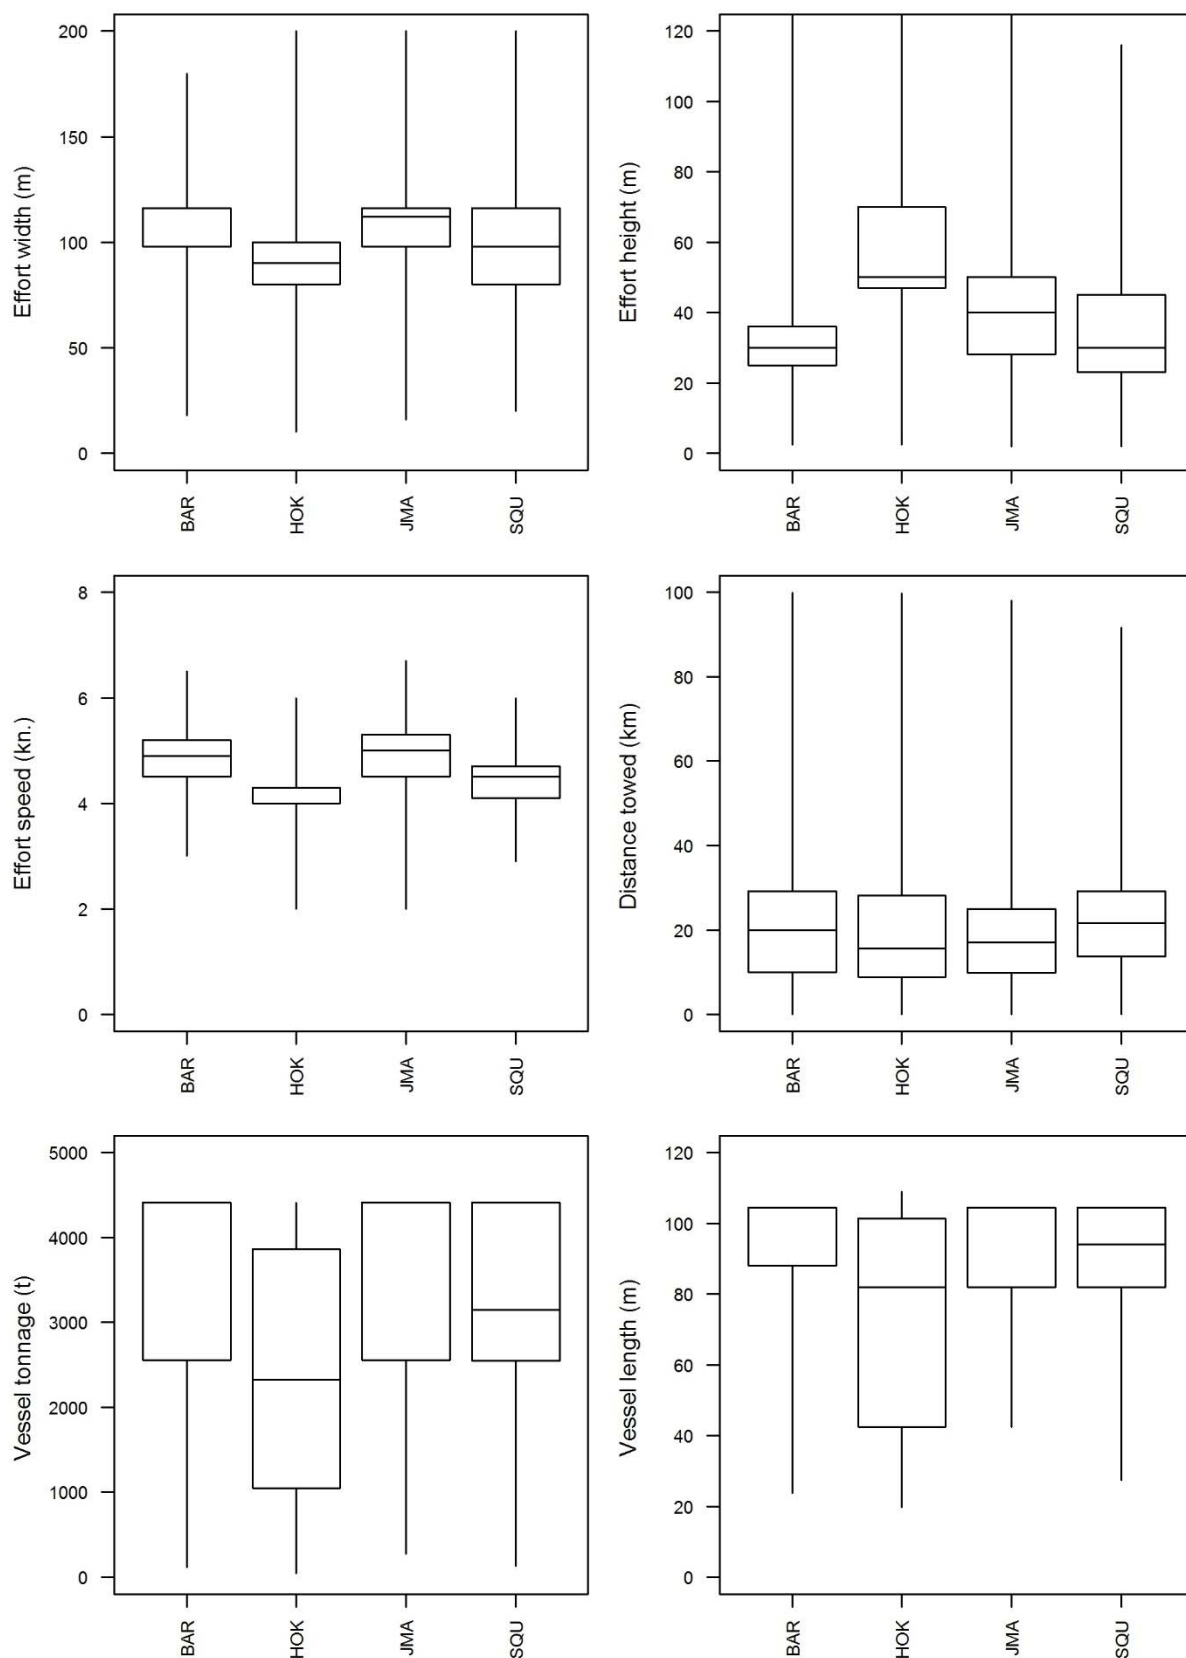 Effort width (m)
200
150
100
50
0
BAR
HOK
JMA
SQU
Effort height (m)
120
100
80
60
40
20
0
BAR
HOK
JMA
SQU
Effort speed (kn.)
8
6
4
2
0
BAR
HOK
JMA
SQU
Distance towed (km)
100
80
60
40
20
0
BAR
HOK
JMA
SQU
Vessel tonnage (t)
5000
4000
3000
2000
1000
0
BAR
HOK
JMA
SQU
Vessel length (m)
120
100
80
60
40
20
0
BAR
HOK
JMA
SQU